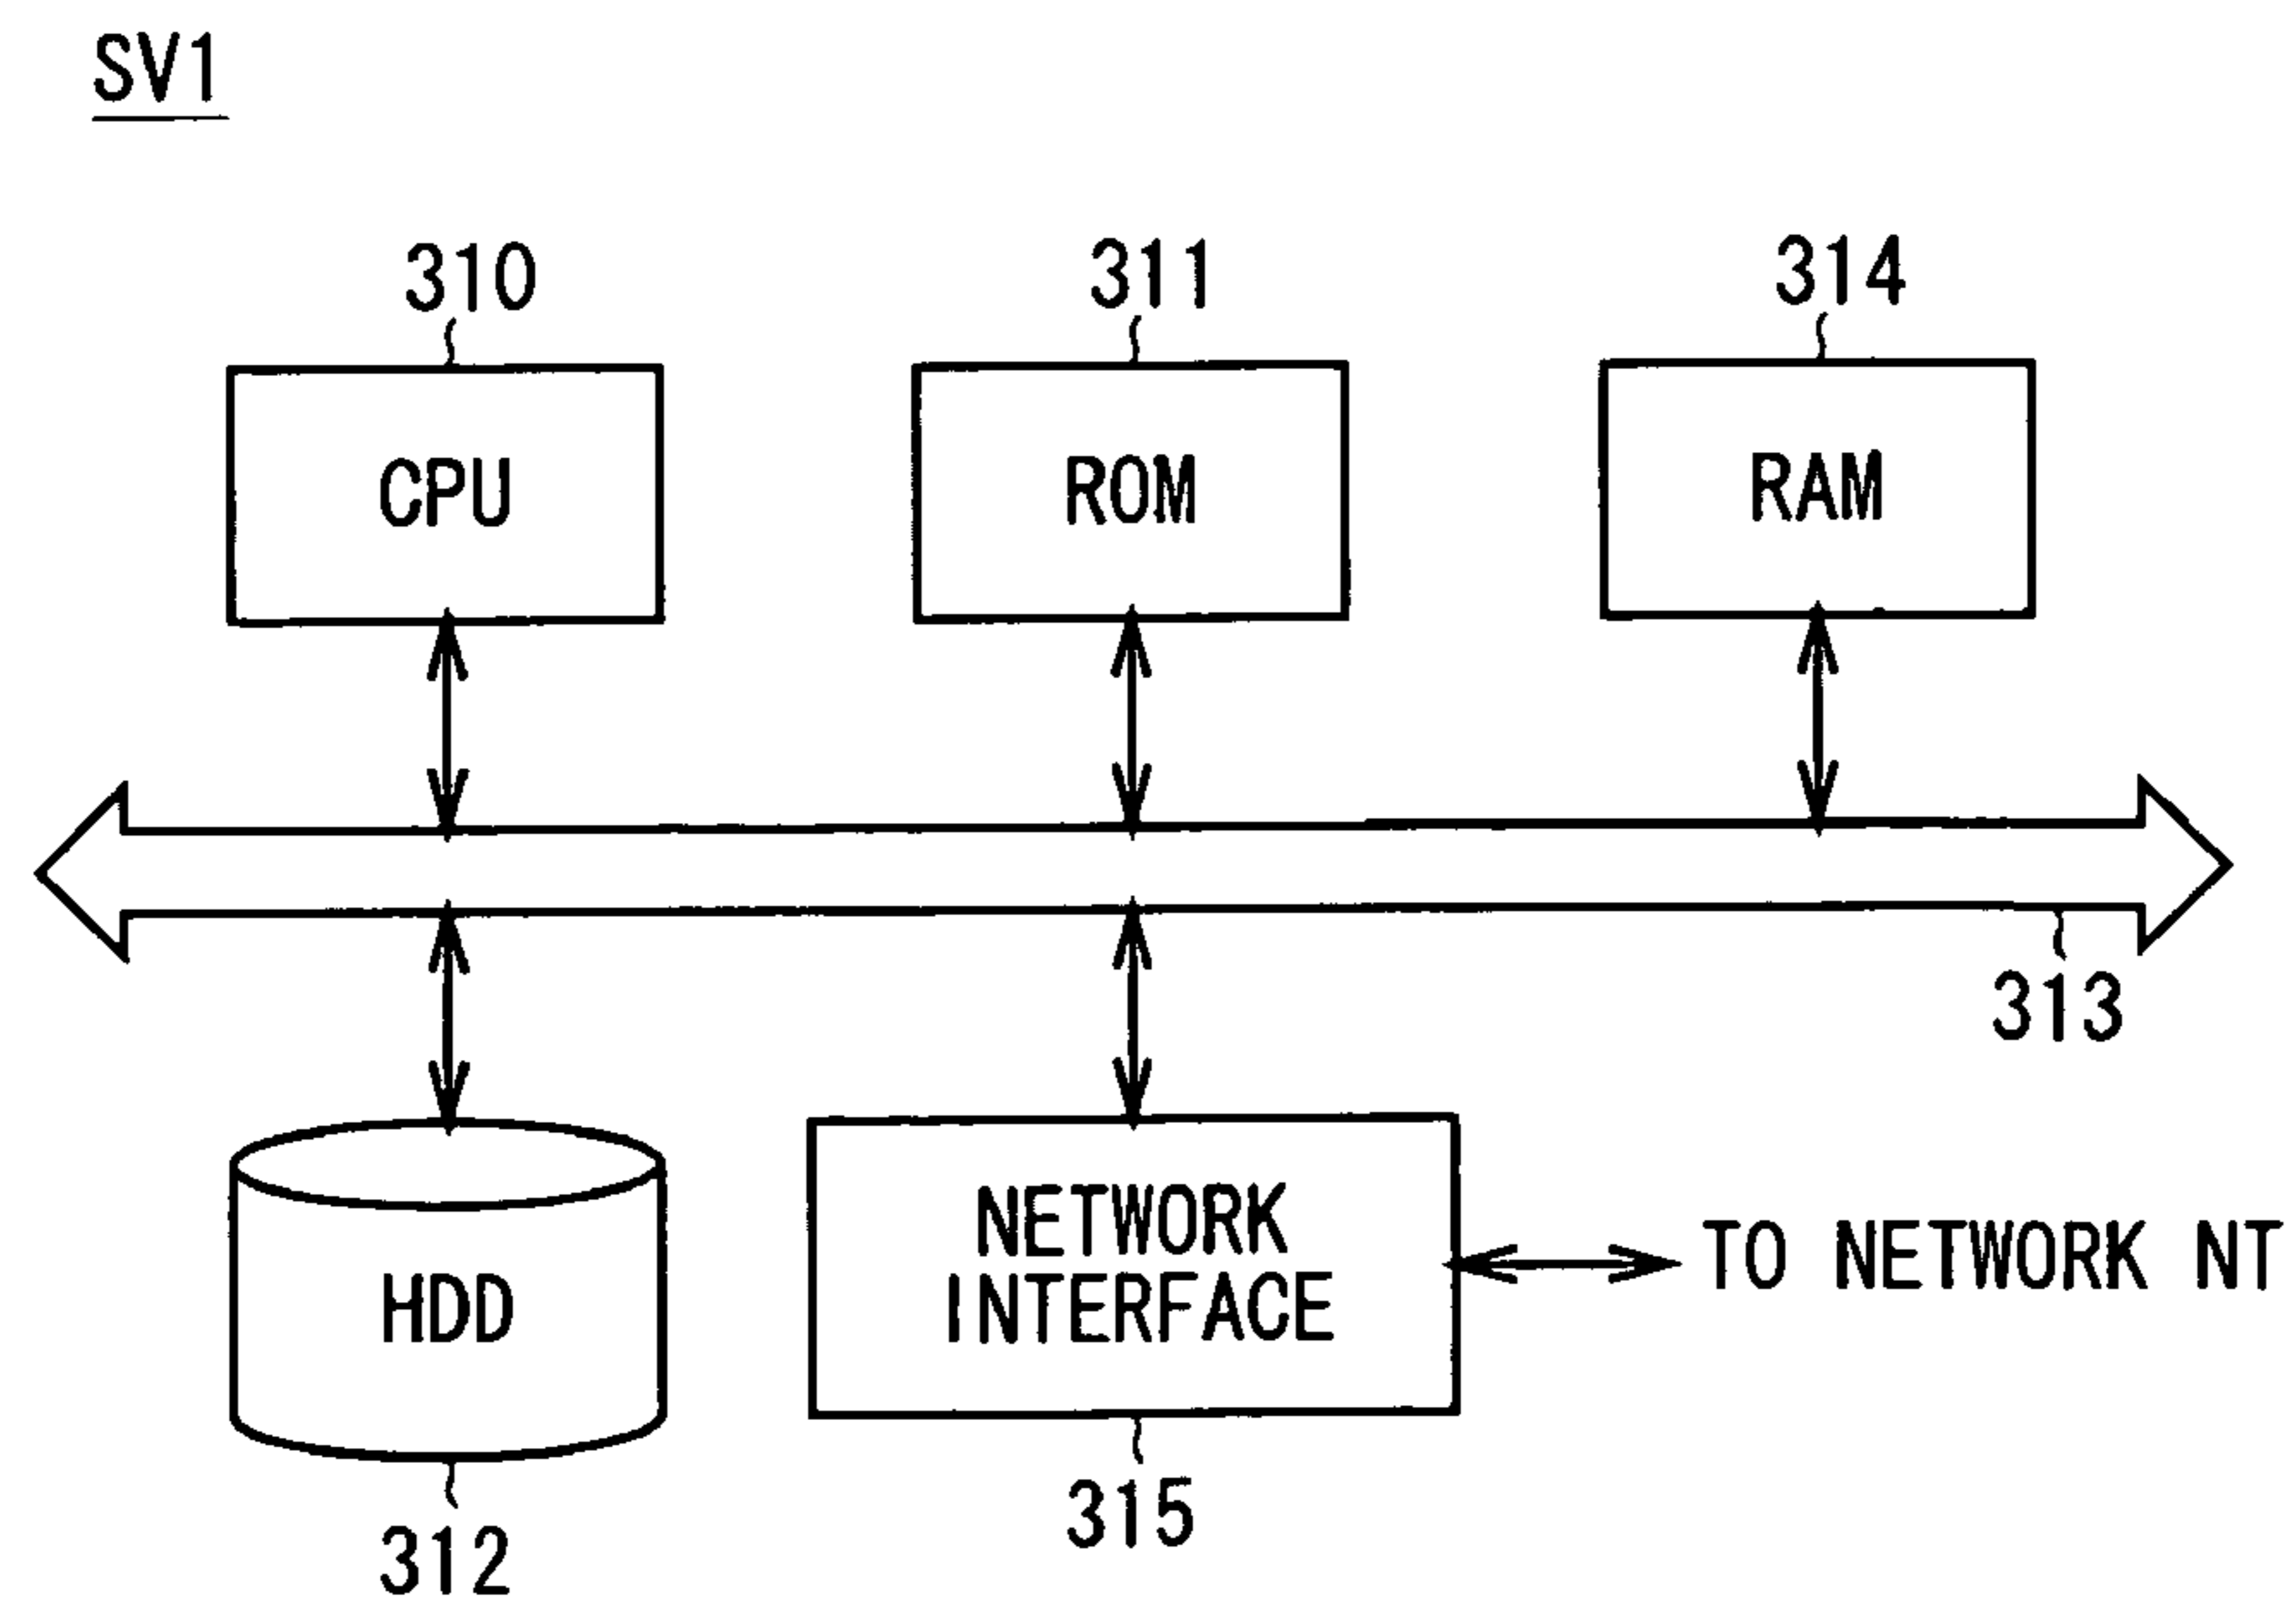 SV1
310
311
314
CPU
ROM
RAM
313
HDD
NETWORK
INTERFACE
TO NETWORK NT
312
315